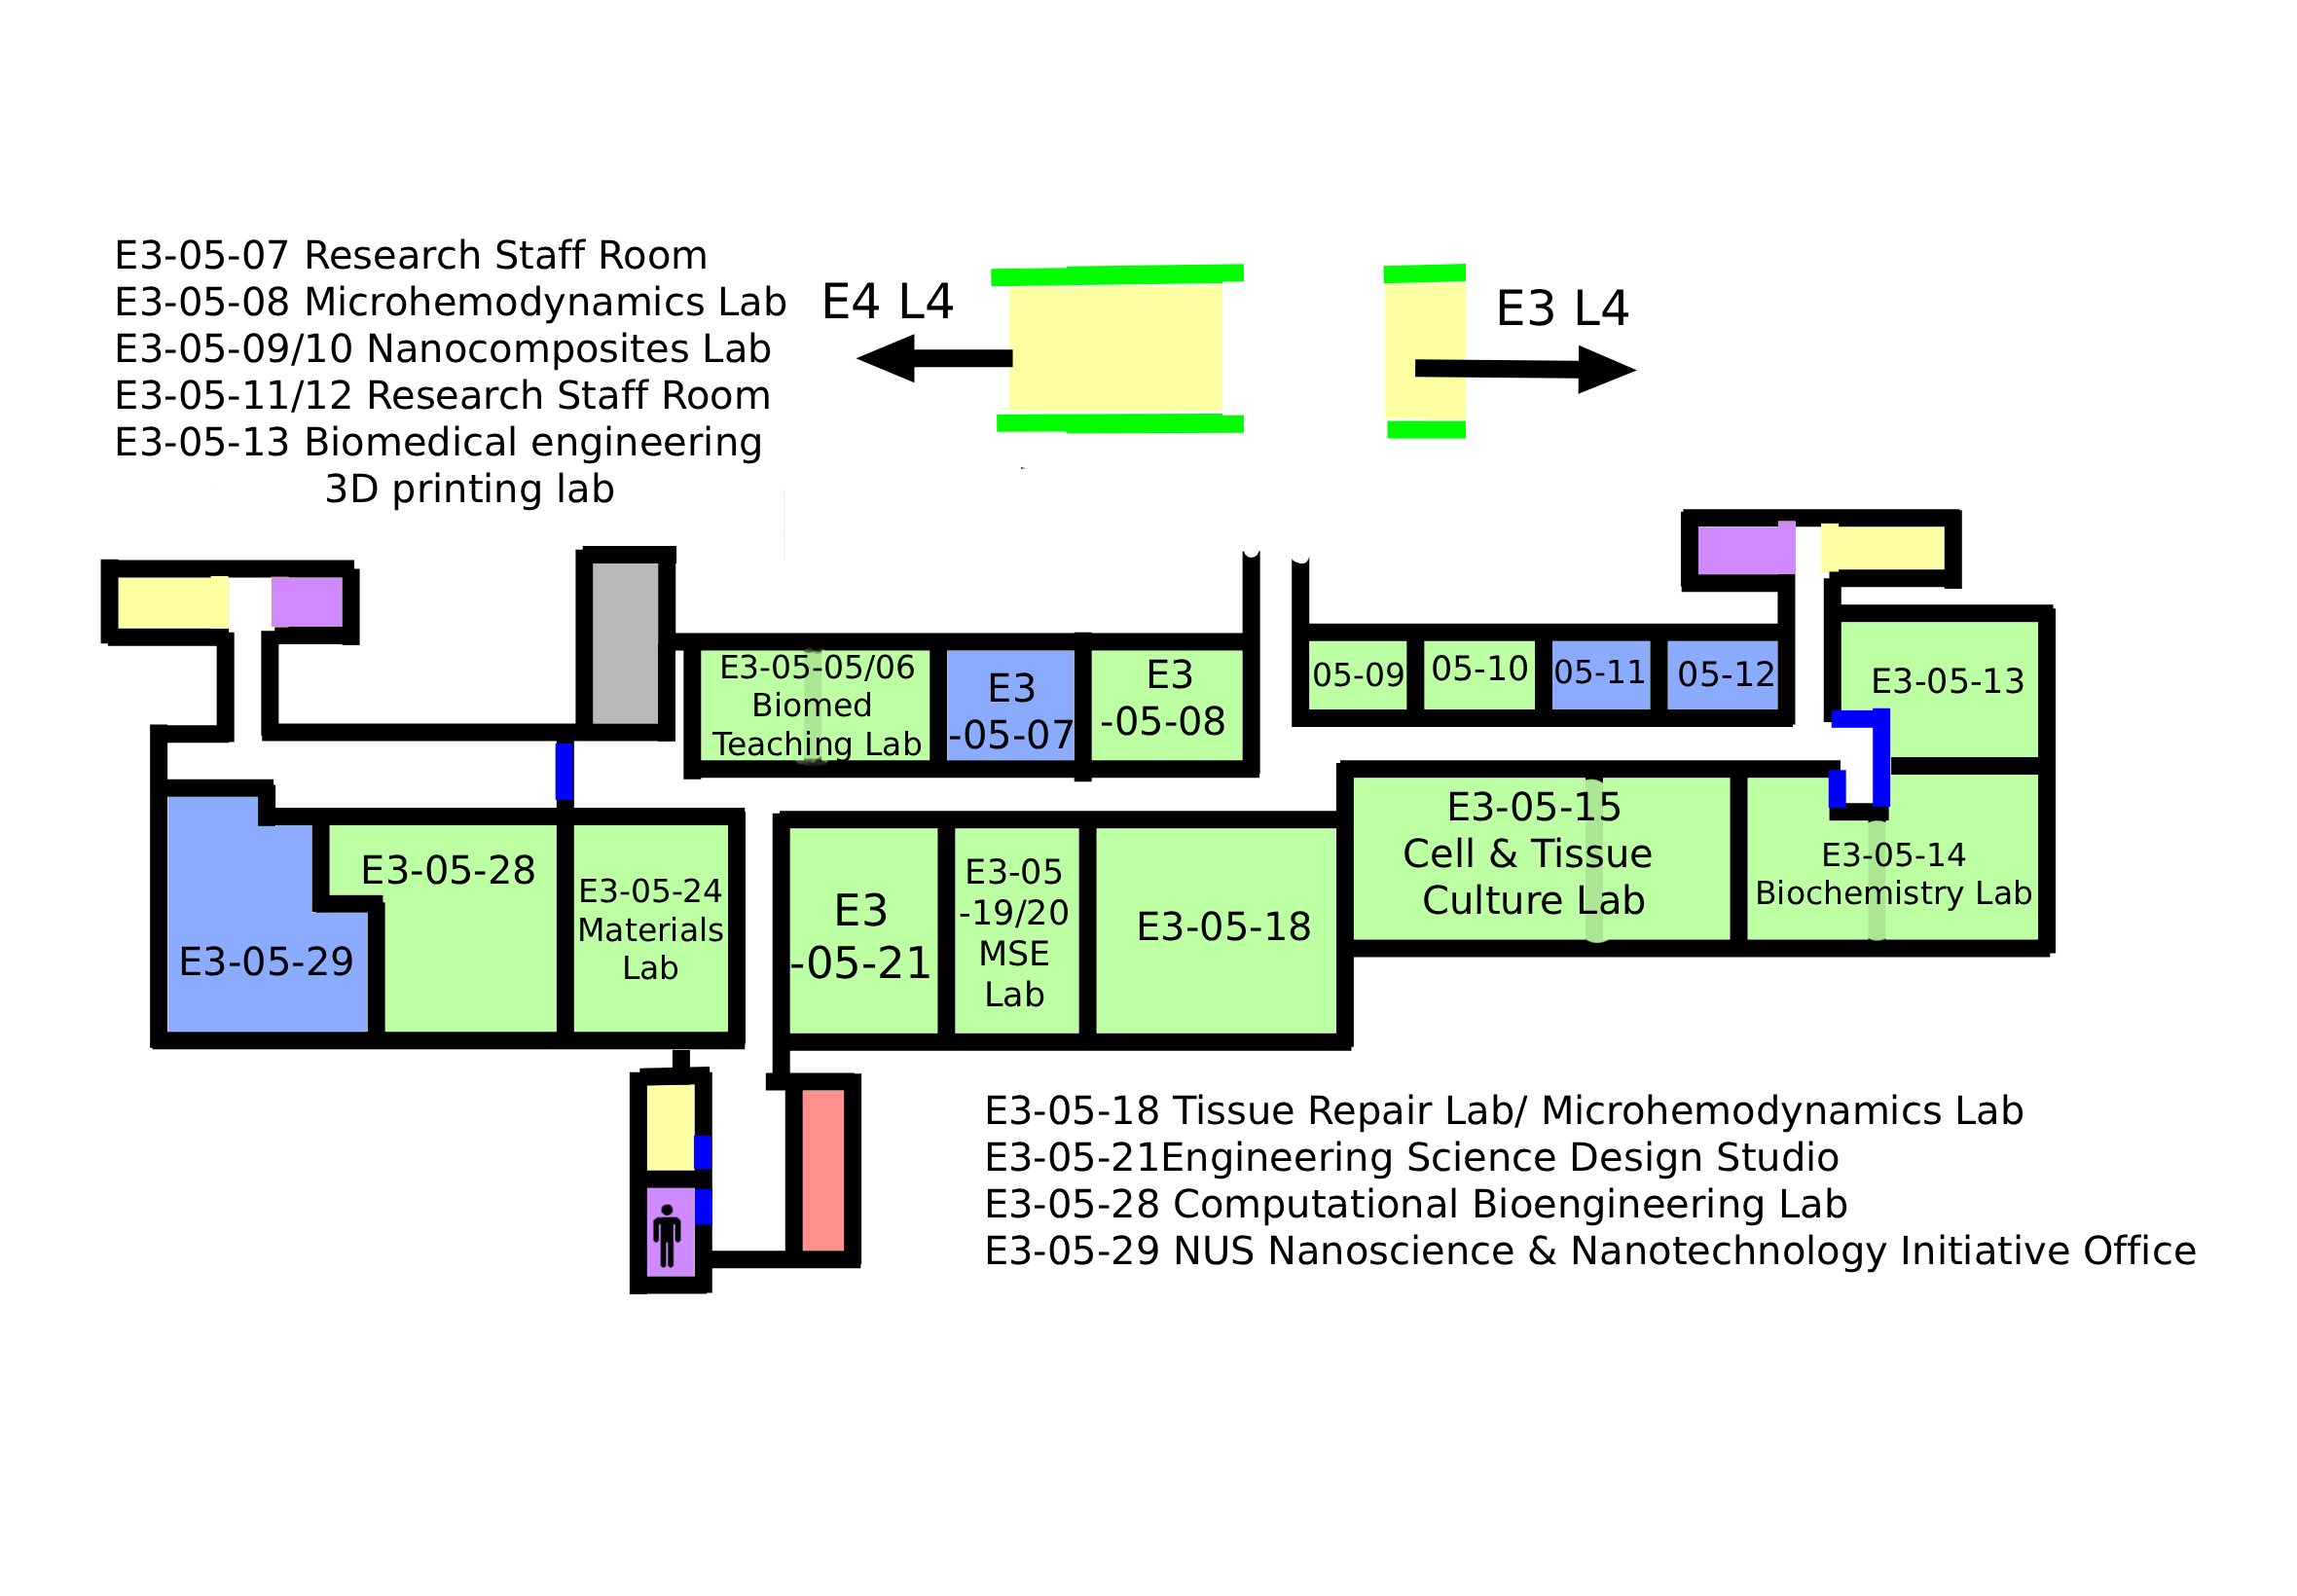 E3-05-07 Research Staff Room
E3-05-08 Microhemodynamics Lab
E3-05-09/10 Nanocomposites Lab
E3-05-11/12 Research Staff Room
E3-05-13 Biomedical engineering
3D printing lab
E4 L4
E3 L4
E3-05-05/06
Biomed
Teaching Lab
E3
-05-07
E3
-05-08
05-09
05-10
05-11
05-12
E3-05-13
E3-05-29
E3-05-28
E3-05-24
Materials
Lab
E3
-05-21
E3-05
-19/20
MSE
Lab
E3-05-18
E3-05-15
Cell & Tissue
Culture Lab
E3-05-14
Biochemistry Lab
E3-05-18 Tissue Repair Lab/ Microhemodynamics Lab
E3-05-21Engineering Science Design Studio
E3-05-28 Computational Bioengineering Lab
E3-05-29 NUS Nanoscience & Nanotechnology Initiative Office